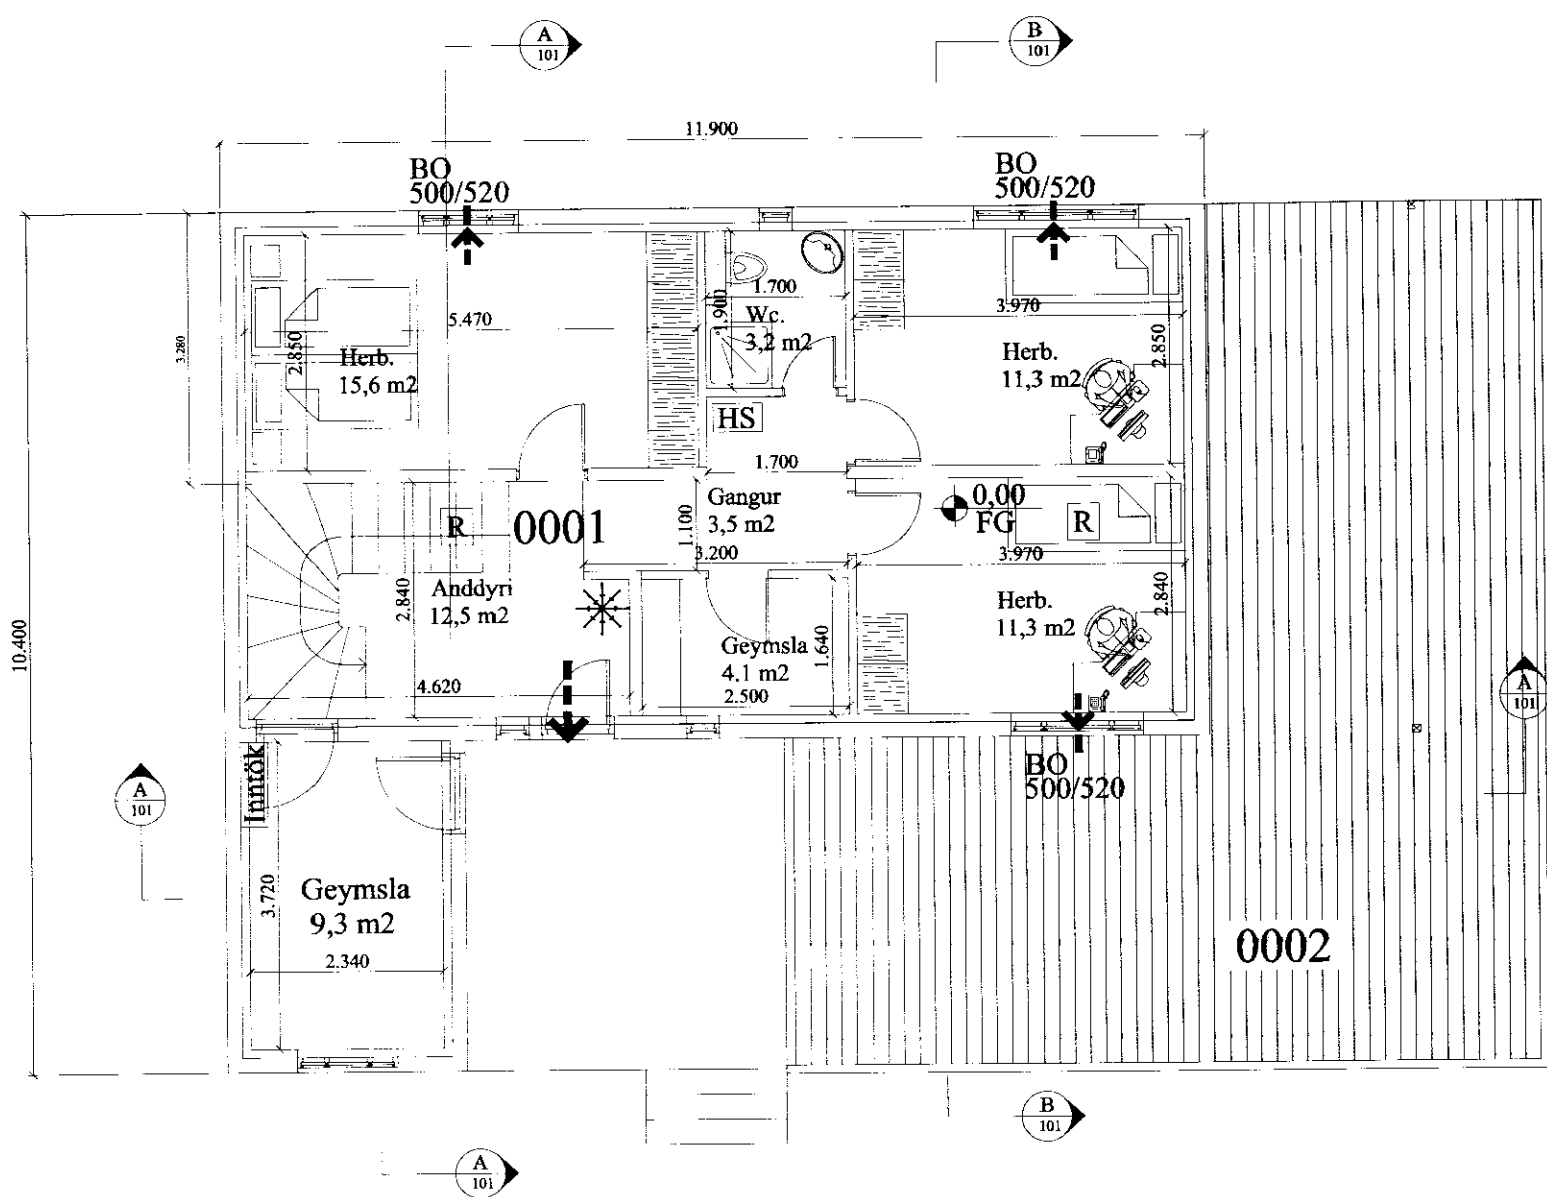 A
101
B
101
11.900
BO
500/520
BO
500/520
5.470
1.700
1.900
Wc.
3,2 m2
3.970
3.280
2.850
Herb.
15,6 m2
Herb.
11,3 m2
2.850
HS
1.700
Gangur
3,5 m2
1.100
3.200
R
0001
0,00
FG
R
3.970
Anddyri
12,5 m2
2.840
Herb.
11,3 m2
2.840
10.400
Geymsla
4.1 m2
1.640
4.620
2.500
A
101
BO
500/520
Inntök
A
101
3.720
Geymsla
9,3 m2
2.340
0002
B
101
A
101